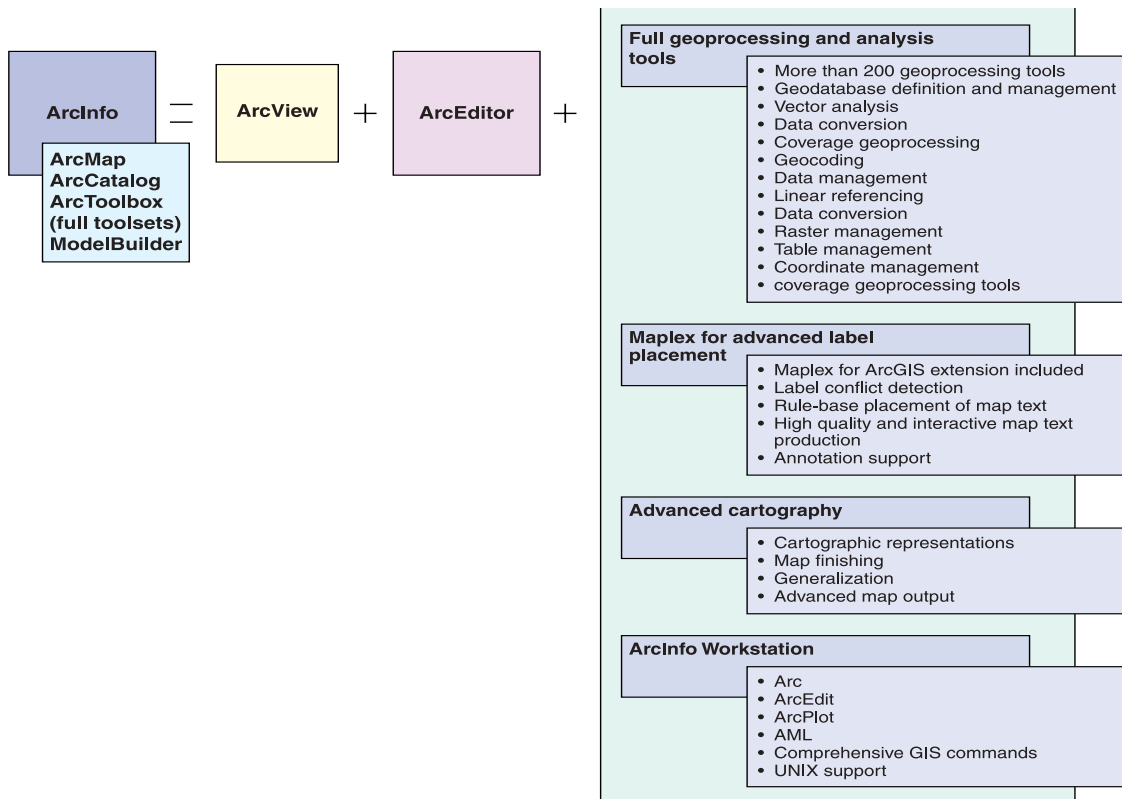 ArcInfo
=
ArcView
+
ArcEditor
+
ArcMap
ArcCatalog
ArcToolbox
(full toolsets)
ModelBuilder
Full geoprocessing and analysis
tools
• More than 200 geoprocessing tools
• Geodatabase definition and management
• Vector analysis
• Data conversion
• Coverage geoprocessing
• Geocoding
• Data management
• Linear referencing
• Data conversion
• Raster management
• Table management
• Coordinate management
• coverage geoprocessing tools
Maplex for advanced label
placement
• Maplex for ArcGIS extension included
• Label conflict detection
• Rule-base placement of map text
• High quality and interactive map text
production
• Annotation support
Advanced cartography
• Cartographic representations
• Map finishing
• Generalization
• Advanced map output
ArcInfo Workstation
• Arc
• ArcEdit
• ArcPlot
• AML
• Comprehensive GIS commands
• UNIX support